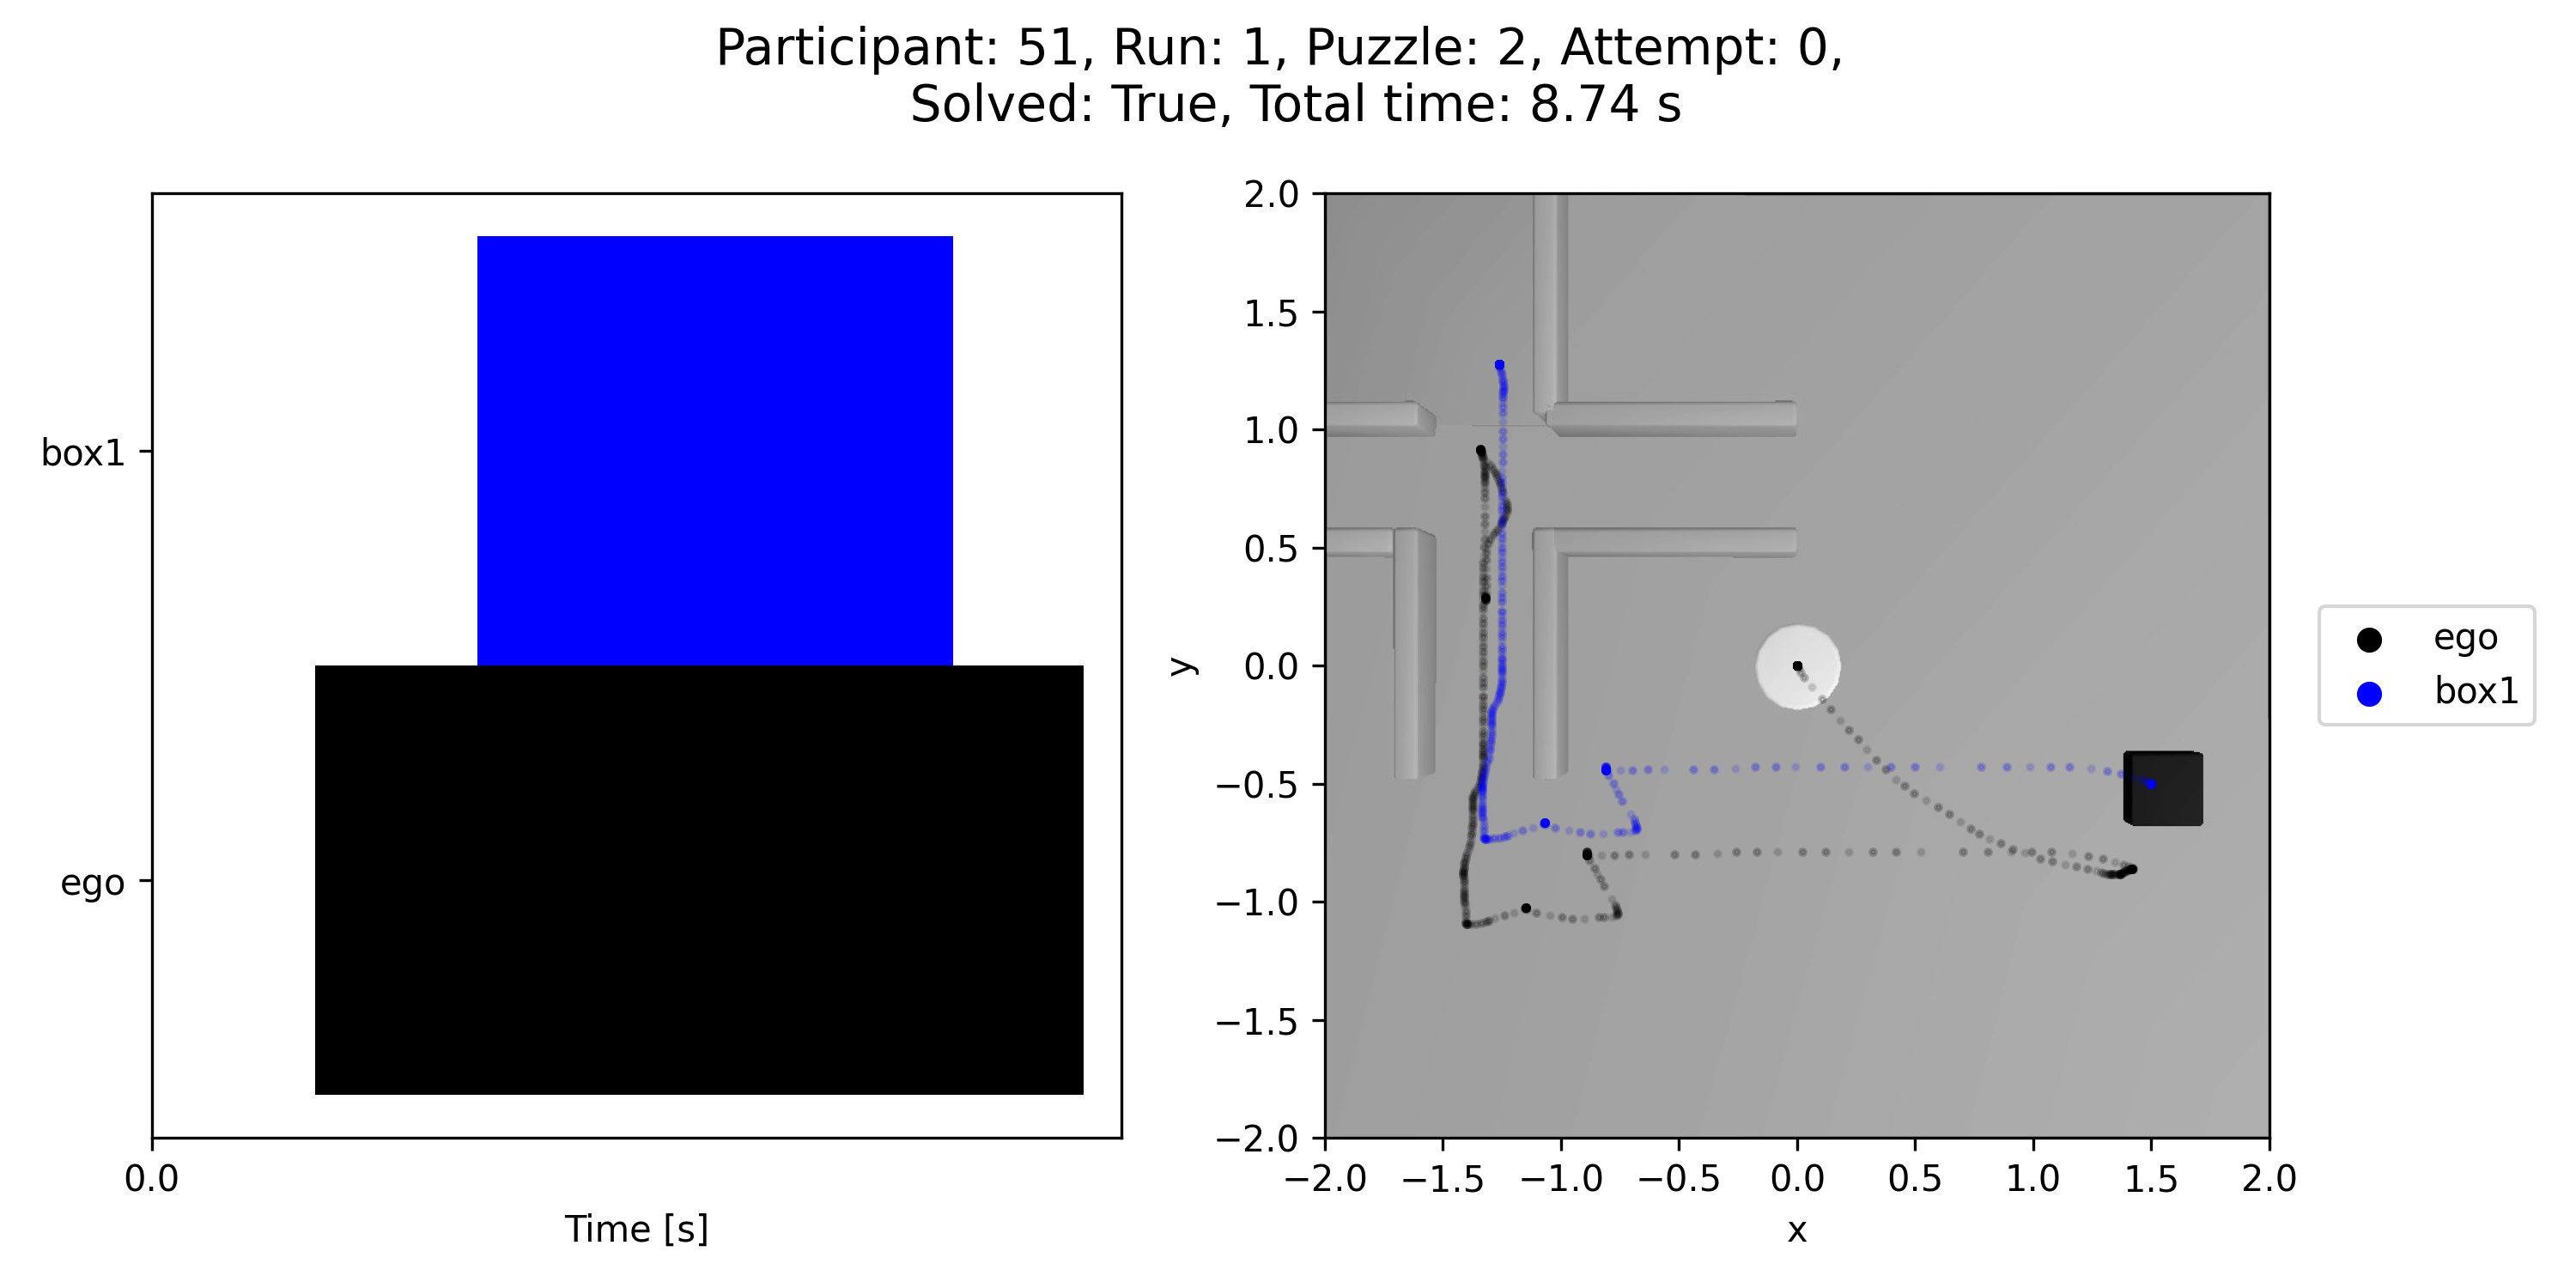 Participant: 51, Run: 1, Puzzle: 2, Attempt: 0,
Solved: True, Total time: 8.74 s
box1
ego
0.0
Time [s]
2.0
1.5
1.0
0.5
0.0
−0.5
−1.0
−1.5
−2.0
y
−2.0 −1.5 −1.0 −0.5 0.0 0.5 1.0 1.5 2.0
x
ego
box1